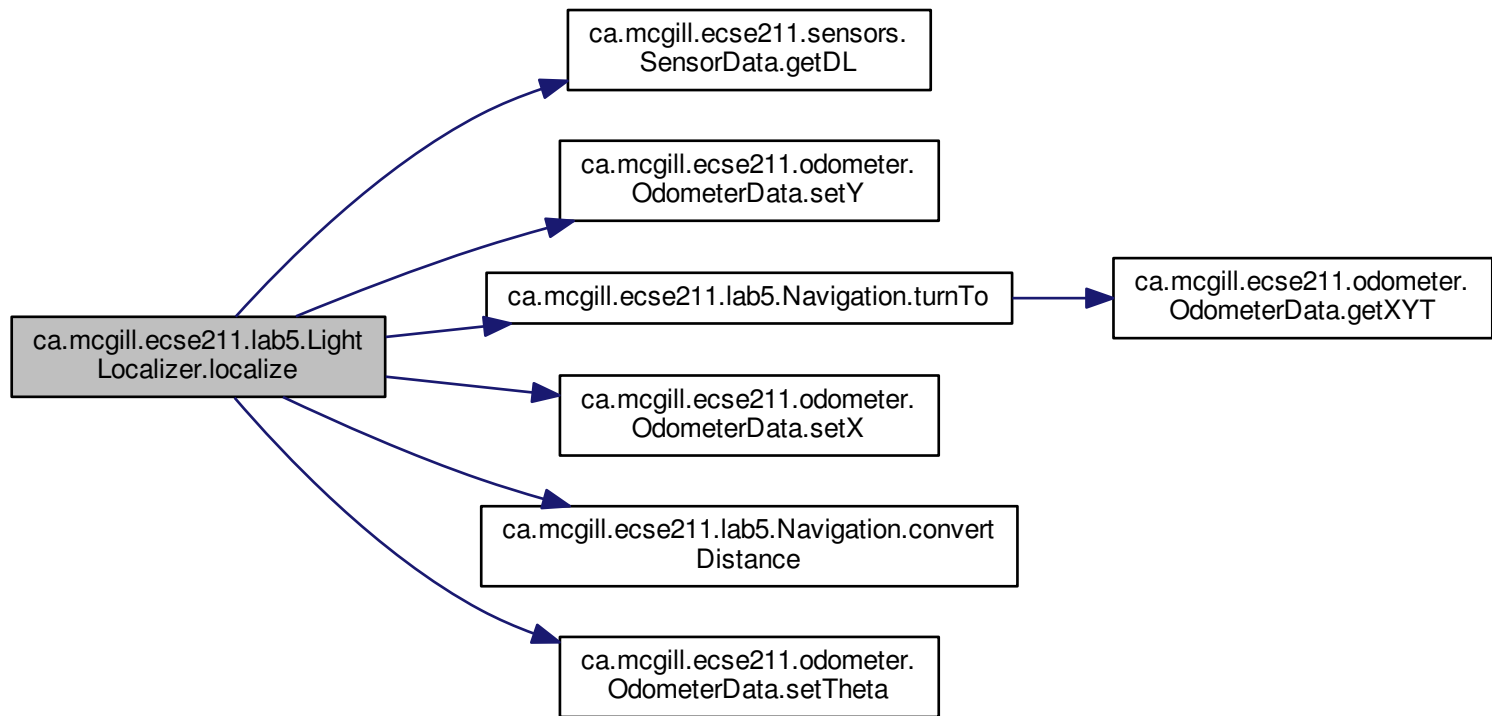 ca.mcgill.ecse211.sensors.
SensorData.getDL
ca.mcgill.ecse211.odometer.
OdometerData.setY
ca.mcgill.ecse211.lab5.Navigation.turnTo
ca.mcgill.ecse211.odometer.
OdometerData.getXYT
ca.mcgill.ecse211.lab5.Light
Localizer.localize
ca.mcgill.ecse211.odometer.
OdometerData.setX
ca.mcgill.ecse211.lab5.Navigation.convert
Distance
ca.mcgill.ecse211.odometer.
OdometerData.setTheta